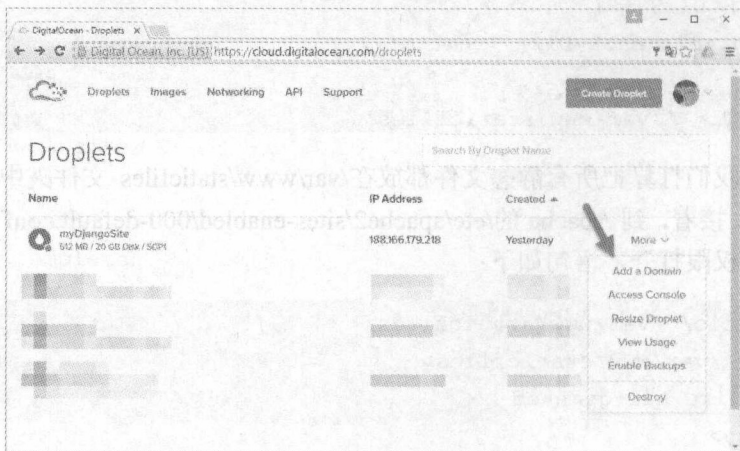 DigitalOcean - Droplets
Digital Ocean, Inc. [US] https://cloud.digitalocean.com/droplets
Droplets Images Networking API Support Create Droplet
Droplets
Search By Droplet Name
Name IP Address Created
myDjangoSite 188.166.179.218 Yesterday More
512 MB / 20 GB Disk / SGP1
Add a Domain
Access Console
Resize Droplet
View Usage
Enable Backups
Destroy